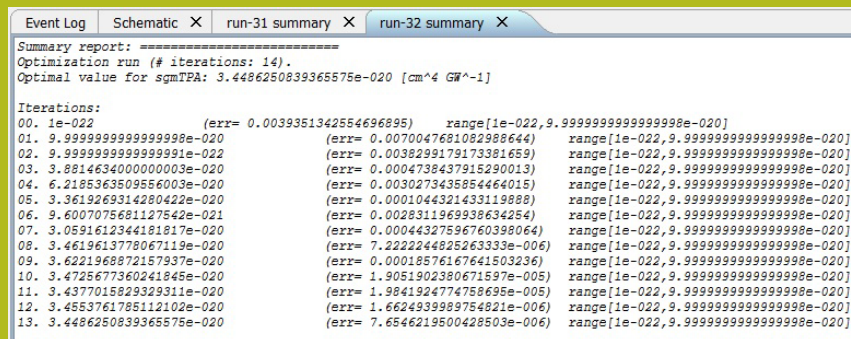 Event Log Schematic X run-31 summary X run-32 summary X
Summary report: ==========================
Optimization run (# iterations: 14).
Optimal value for sgmTPA: 3.4486250839365575e-020 [cm^4 GW^-1]
Iterations:
00. 1e-022 (err= 0.0039351342554696895) range[1e-022,9.9999999999999998e-020]
01. 9.9999999999999998e-020 (err= 0.0070047681082988644) range[1e-022,9.9999999999999998e-020]
02. 9.9999999999999991e-022 (err= 0.0038299179173381659) range[1e-022,9.9999999999999998e-020]
03. 3.8814634000000003e-020 (err= 0.0004738437915290013) range[1e-022,9.9999999999999998e-020]
04. 6.2185363509556003e-020 (err= 0.0030273435854464015) range[1e-022,9.9999999999999998e-020]
05. 3.3619269314280422e-020 (err= 0.0001044321433119888) range[1e-022,9.9999999999999998e-020]
06. 9.6007075681127542e-021 (err= 0.0028311969938634254) range[1e-022,9.9999999999999998e-020]
07. 3.0591612344181817e-020 (err= 0.00044327596760398064) range[1e-022,9.9999999999999998e-020]
08. 3.4619613778067119e-020 (err= 7.2222244825263333e-006) range[1e-022,9.9999999999999998e-020]
09. 3.6221968872157937e-020 (err= 0.00018576167641503236) range[1e-022,9.9999999999999998e-020]
10. 3.4725677360241845e-020 (err= 1.9051902380671597e-005) range[1e-022,9.9999999999999998e-020]
11. 3.4377015829329311e-020 (err= 1.9841924774758695e-005) range[1e-022,9.9999999999999998e-020]
12. 3.4553761785112102e-020 (err= 1.6624939989754821e-006) range[1e-022,9.9999999999999998e-020]
13. 3.4486250839365575e-020 (err= 7.6546219500428503e-006) range[1e-022,9.9999999999999998e-020]